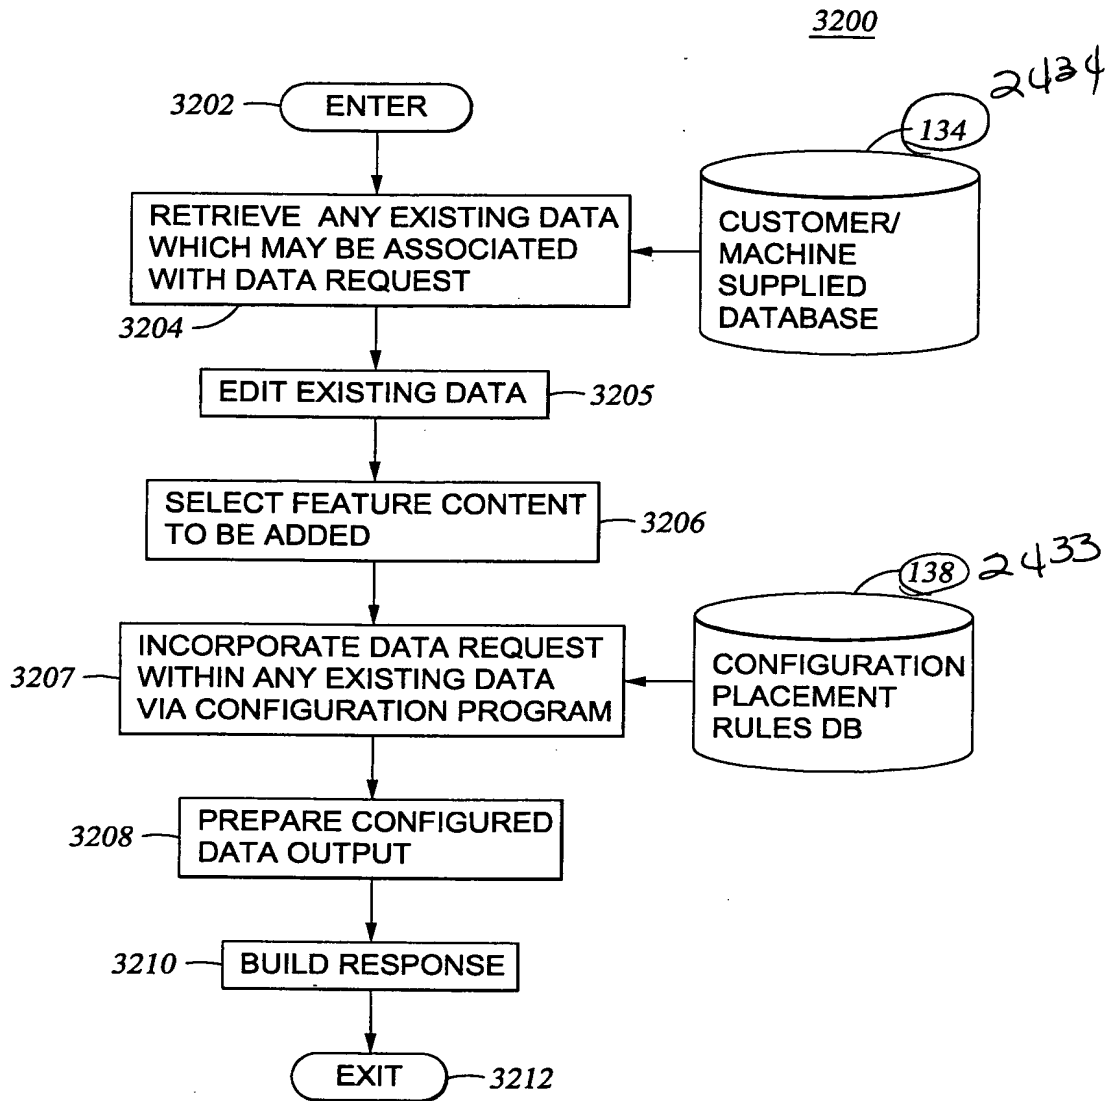 3200
2434
3202
ENTER
134
RETRIEVE ANY EXISTING DATA
WHICH MAY BE ASSOCIATED
WITH DATA REQUEST
3204
CUSTOMER/
MACHINE
SUPPLIED
DATABASE
EDIT EXISTING DATA
3205
SELECT FEATURE CONTENT
TO BE ADDED
3206
138
2433
3207
INCORPORATE DATA REQUEST
WITHIN ANY EXISTING DATA
VIA CONFIGURATION PROGRAM
CONFIGURATION
PLACEMENT
RULES DB
3208
PREPARE CONFIGURED
DATA OUTPUT
3210
BUILD RESPONSE
EXIT
3212